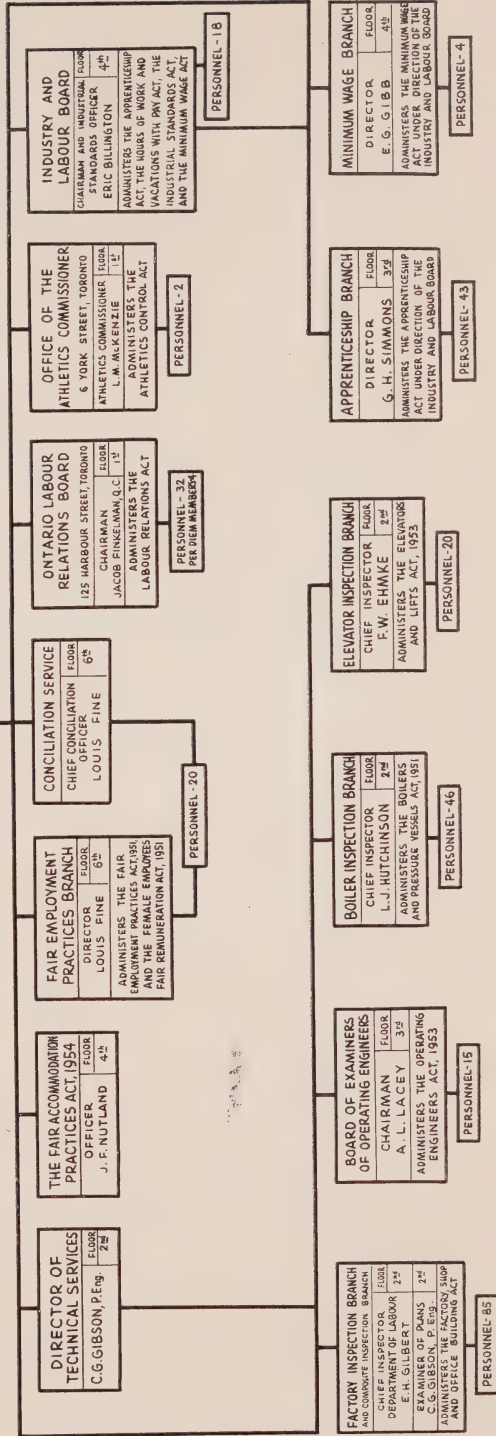 DIRECTOR OF
TECHNICAL SERVICES
C.G.GIBSON, P.Eng.
FLOOR
2nd
THE FAIR ACCOMMODATION
PRACTICES ACT, 1954
OFFICER
J. F. NUTLAND
FLOOR
4th
FAIR EMPLOYMENT
PRACTICES BRANCH
DIRECTOR
LOUIS FINE
FLOOR
6th
ADMINISTERS THE FAIR
EMPLOYMENT PRACTICES ACT,1951,
AND THE FEMALE EMPLOYEES
FAIR REMUNERATION ACT, 1951
CONCILIATION SERVICE
CHIEF CONCILIATION
OFFICER
LOUIS FINE
FLOOR
6th
PERSONNEL-20
ONTARIO LABOUR
RELATIONS BOARD
125 HARBOUR STREET, TORONTO
CHAIRMAN
JACOB FINKELMAN, Q.C.
FLOOR
1st
ADMINISTERS THE
LABOUR RELATIONS ACT
PERSONNEL - 32
PER DIEM MEMBERS4
OFFICE OF THE
ATHLETICS COMMISSIONER
6 YORK STREET, TORONTO
ATHLETICS COMMISSIONER
L.M. McKENZIE
FLOOR
1st
ADMINISTERS THE
ATHLETICS CONTROL ACT
PERSONNEL-2
INDUSTRY AND
LABOUR BOARD
CHAIRMAN AND INDUSTRIAL
STANDARDS OFFICER
ERIC BILLINGTON
FLOOR
4th
ADMINISTERS THE APPRENTICESHIP
ACT, THE HOURS OF WORK AND
VACATIONS WITH PAY ACT, THE
INDUSTRIAL STANDARDS ACT,
AND THE MINIMUM WAGE ACT
PERSONNEL-18
FACTORY INSPECTION BRANCH
AND COMPOSITE INSPECTION BRANCH
CHIEF INSPECTOR
DEPARTMENT OF LABOUR
E. H. GILBERT
FLOOR
2nd
EXAMINER OF PLANS
C.G.GIBSON, P. Eng.
2nd
ADMINISTERS THE FACTORY, SHOP
AND OFFICE BUILDING ACT
PERSONNEL-85
BOARD OF EXAMINERS
OF OPERATING ENGINEERS
CHAIRMAN
A. L. LACEY
FLOOR
3rd
ADMINISTERS THE OPERATING
ENGINEERS ACT, 1953
PERSONNEL-15
BOILER INSPECTION BRANCH
CHIEF INSPECTOR
L.J. HUTCHINSON
FLOOR
2nd
ADMINISTERS THE BOILERS
AND PRESSURE VESSELS ACT,1951
PERSONNEL-46
ELEVATOR INSPECTION BRANCH
CHIEF INSPECTOR
F.W. EHMKE
FLOOR
2nd
ADMINISTERS THE ELEVATORS
AND LIFTS ACT, 1953
PERSONNEL-20
APPRENTICESHIP BRANCH
DIRECTOR
G. H. SIMMONS
FLOOR
3rd
ADMINISTERS THE APPRENTICESHIP
ACT UNDER DIRECTION OF THE
INDUSTRY AND LABOUR BOARD
PERSONNEL-43
MINIMUM WAGE BRANCH
DIRECTOR
E. G. GIBB
FLOOR
4th
ADMINISTERS THE MINIMUM WAGE
ACT UNDER DIRECTION OF THE
INDUSTRY AND LABOUR BOARD
PERSONNEL-4